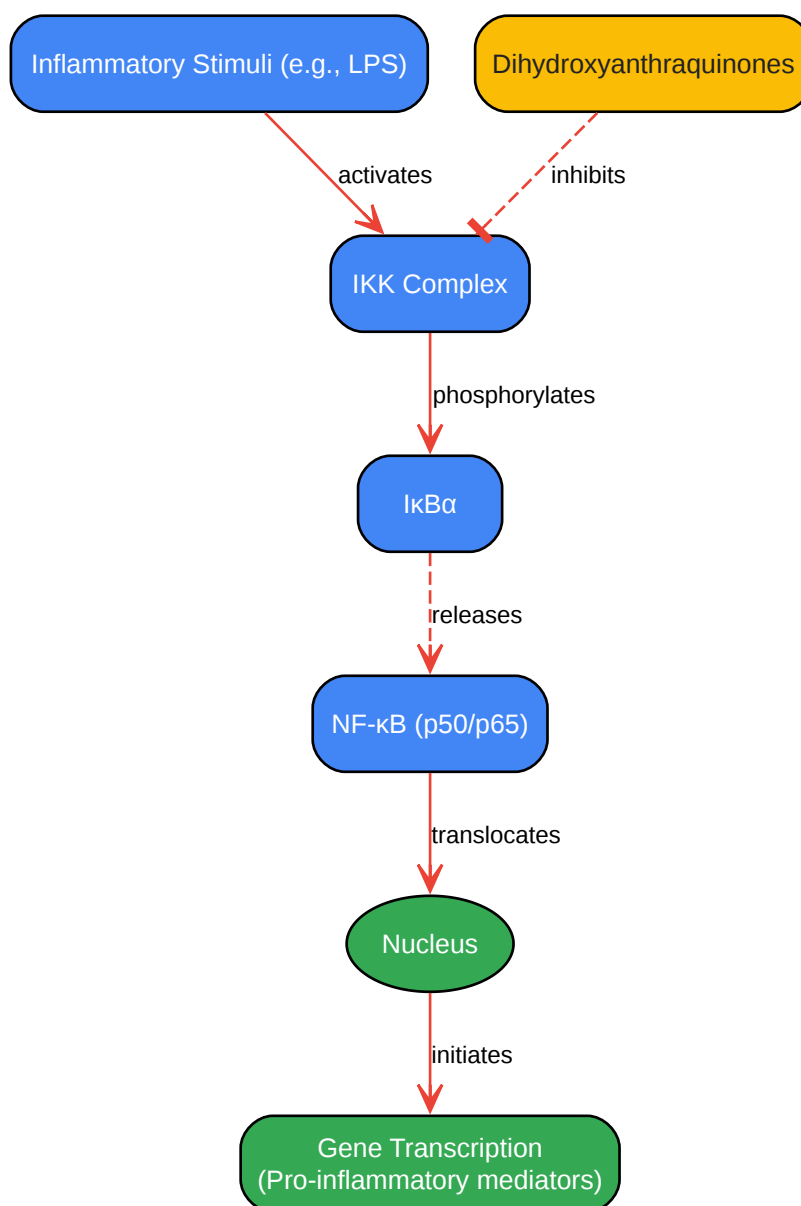 Inflammatory Stimuli (e.g., LPS)
Dihydroxyanthraquinones
activates
inhibits
IKK Complex
phosphorylates
IκBα
releases
NF-κB (p50/p65)
translocates
Nucleus
initiates
Gene Transcription
(Pro-inflammatory mediators)